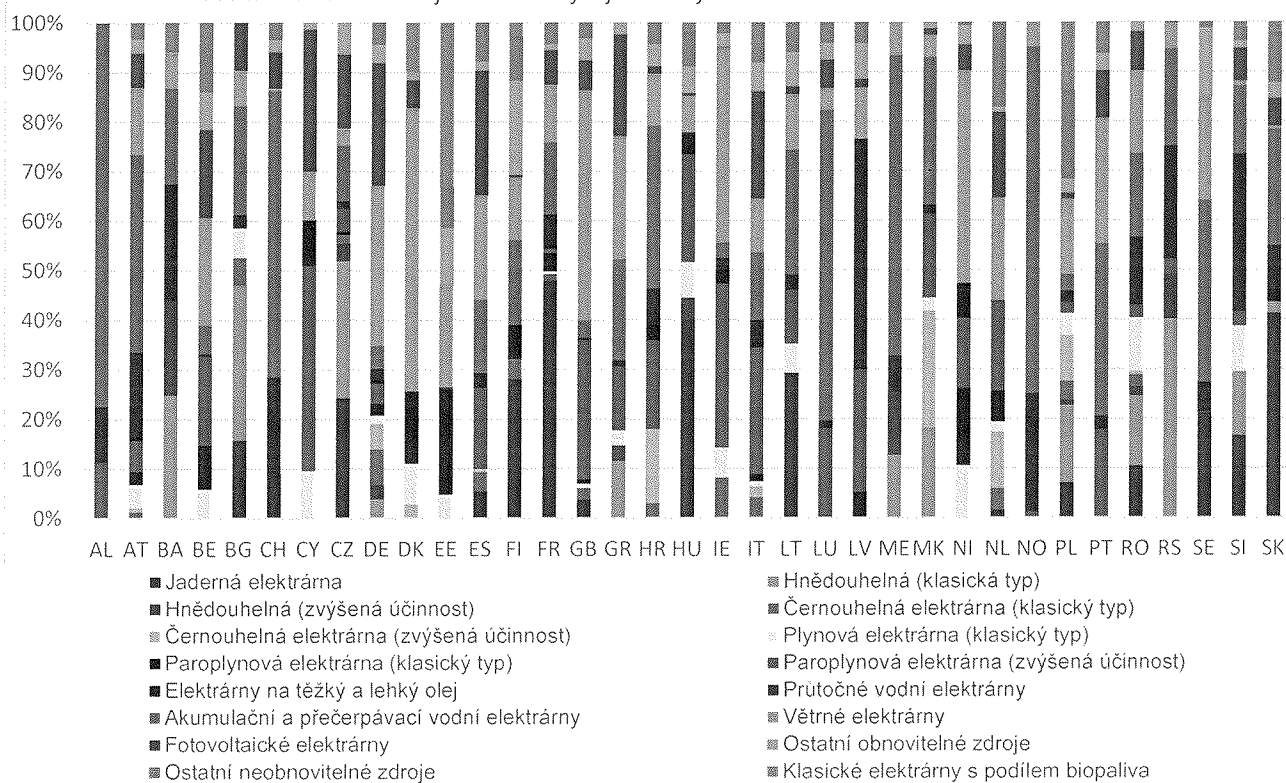 100%
90%
80%
70%
60%
50%
40%
30%
20%
10%
0%
AL AT BA BE BG CH CY CZ DE DK EE ES FI FR GB GR HR HU IE IT LT LU LV ME MK NI NL NO PL PT RO RS SE SI SK
Jaderná elektrárna
Hnědouhelná (klasická typ)
Hnědouhelná (zvýšená účinnost)
Černouhelná elektrárna (klasický typ)
Černouhelná elektrárna (zvýšená účinnost)
Plynová elektrárna (klasický typ)
Paroplynová elektrárna (klasický typ)
Paroplynová elektrárna (zvýšená účinnost)
Elektrárny na těžký a lehký olej
Průtočné vodní elektrárny
Akumulační a přečerpávací vodní elektrárny
Větrné elektrárny
Fotovoltaické elektrárny
Ostatní obnovitelné zdroje
Ostatní neobnovitelné zdroje
Klasické elektrárny s podílem biopaliva